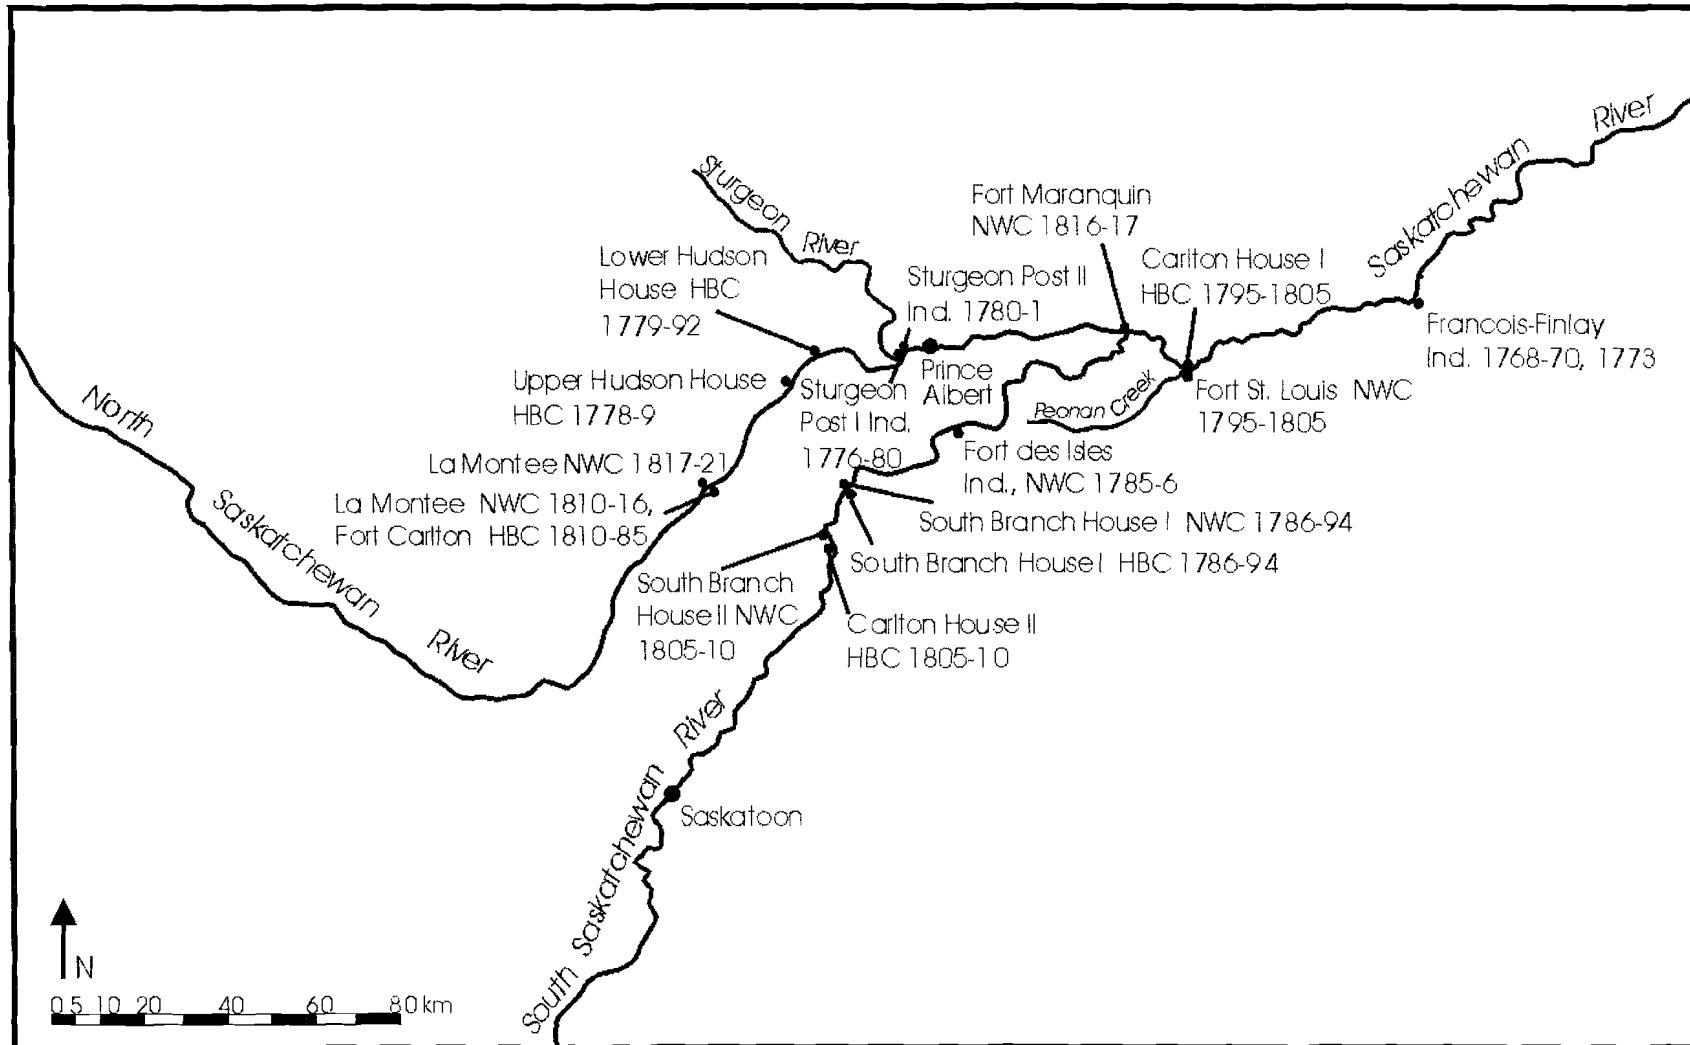 Sturgeon River
Saskatchewan River
Fort Maranquin
NWC 1816-17
Lower Hudson
House HBC
1779-92
Sturgeon Post II
Ind. 1780-1
Carlton House I
HBC 1795-1805
Francois-Finlay
Ind. 1768-70, 1773
Upper Hudson House
HBC 1778-9
Sturgeon
Post I Ind.
1776-80
Prince
Albert
Peonan Creek
Fort St. Louis NWC
1795-1805
North Saskatchewan River
La Montee NWC 1817-21
La Montee NWC 1810-16,
Fort Carlton HBC 1810-85
Fort des Isles
Ind., NWC 1785-6
South Branch House I NWC 1786-94
South Branch House I HBC 1786-94
South Branch
House II NWC
1805-10
Carlton House II
HBC 1805-10
South Saskatchewan River
Saskatoon
N
0 5 10 20 40 60 80 km